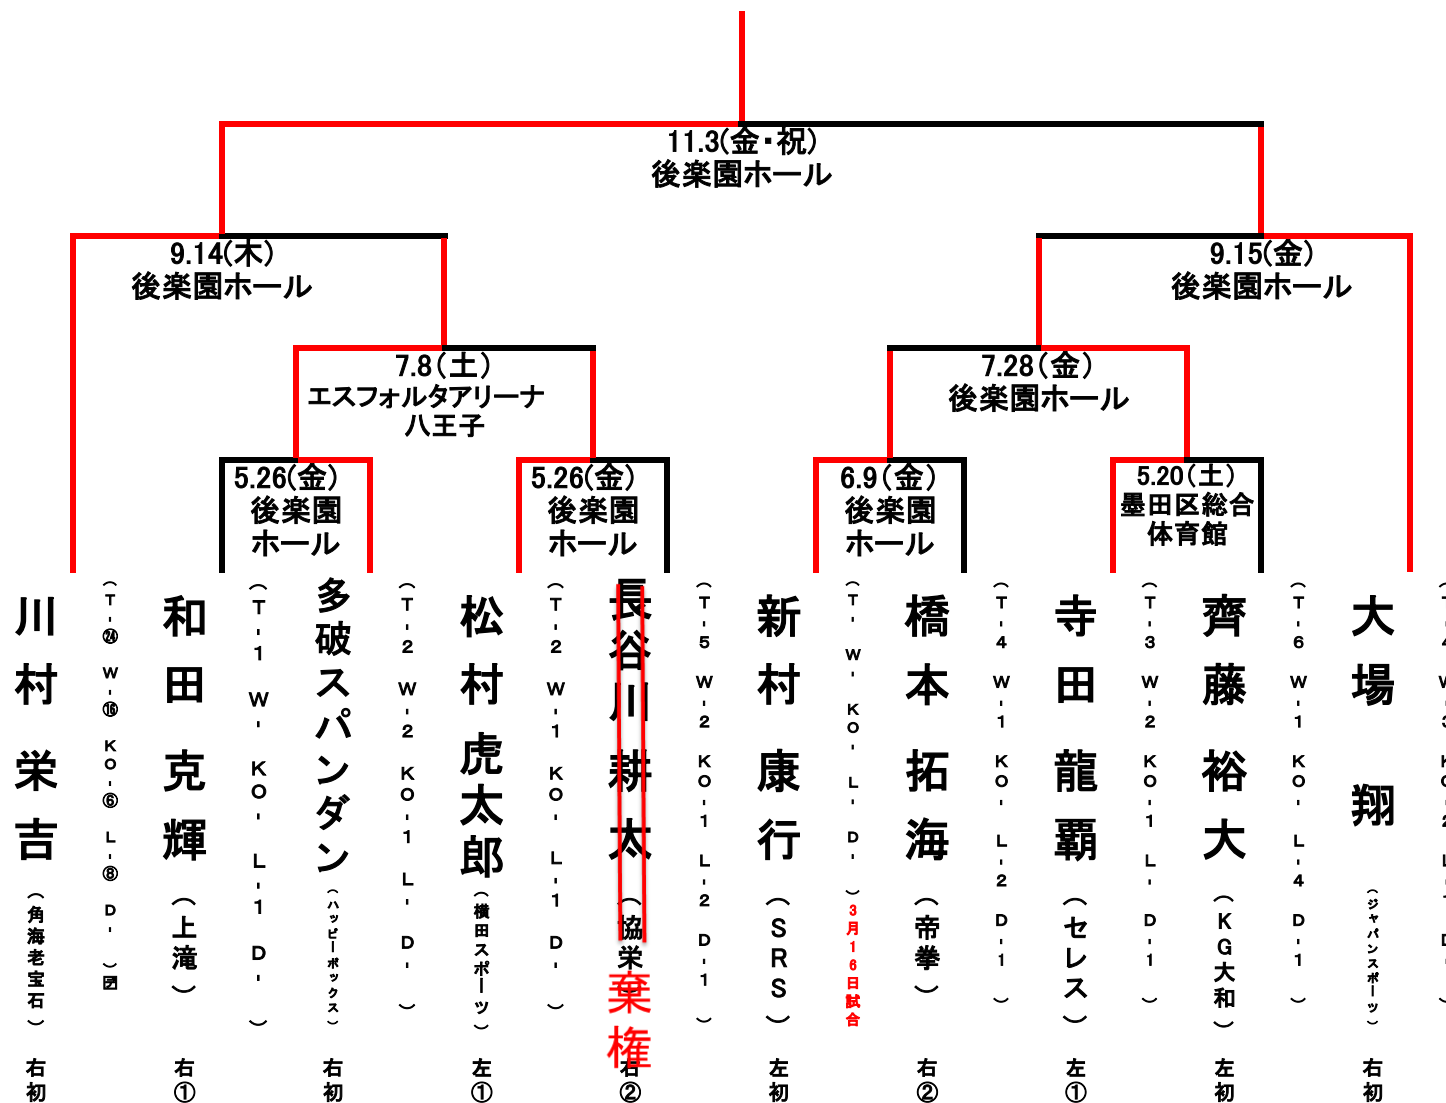 11.3(金・祝)
後楽園ホール
9.14(木)
後楽園ホール
9.15(金)
後楽園ホール
7.8(土)
エスフォルタアリーナ
八王子
7.28(金)
後楽園ホール
5.26(金)
後楽園
ホール
5.26(金)
後楽園
ホール
6.9(金)
後楽園
ホール
5.20(土)
墨田区総合
体育館
川村 栄吉 (角海老宝石) 右初
(T-㉔ W-⑯ KO-⑥ L-⑧ D- )
和田 克輝 (上滝) 右①
(T-1 W- KO- L-1 D- )
多破スパンダン (ハッピーボックス) 右初
(T-2 W-2 KO-1 L- D- )
松村 虎太郎 (横田スポーツ) 左①
(T-2 W-1 KO- L-1 D- )
長谷川 耕太 (協栄) 右②
棄権
(T-5 W-2 KO-1 L-2 D-1 )
新村 康行 (SRS) 左初
(T- W- KO- L- D- )3月16日試合
橋本 拓海 (帝拳) 右②
(T-4 W-1 KO- L-2 D-1 )
寺田 龍覇 (セレス) 左①
(T-3 W-2 KO-1 L- D-1 )
齊藤 裕大 (KG大和) 左初
(T-6 W-1 KO- L-4 D-1 )
大場 翔 (ジャパンスポーツ) 右初